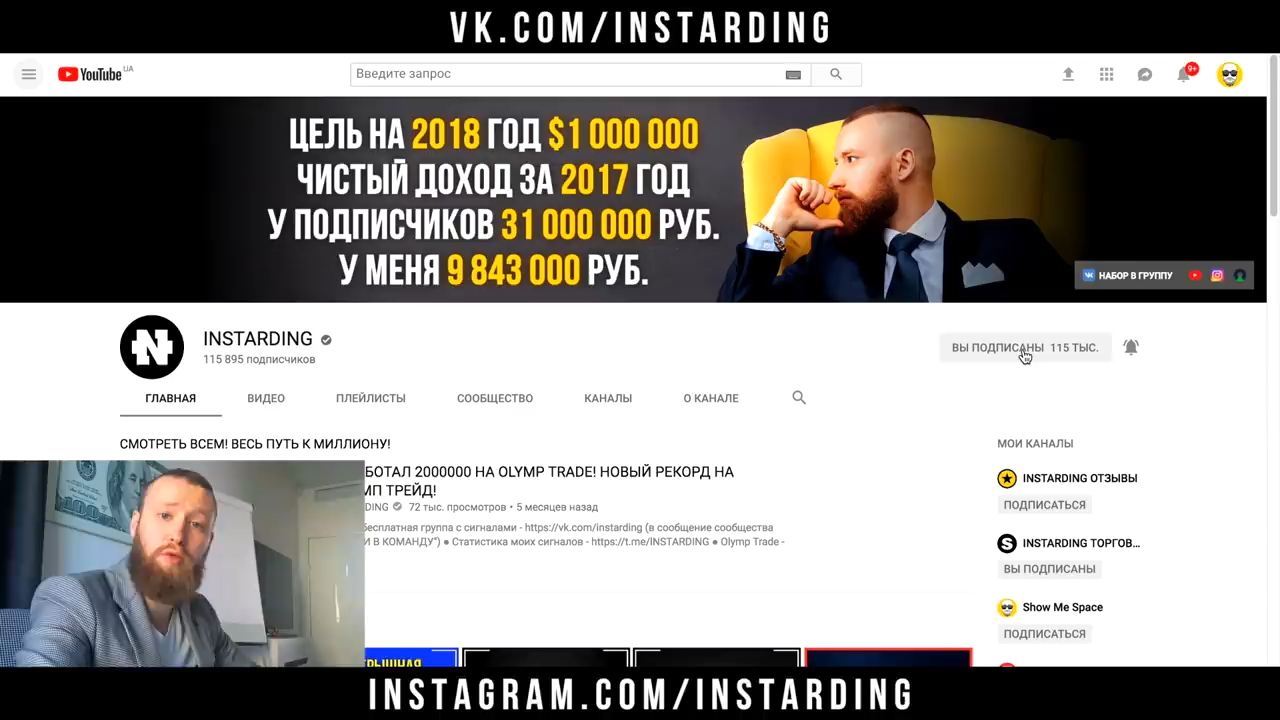 VK.COM/INSTARDING
YouTube UA
Введите запрос
9+
ЦЕЛЬ НА 2018 ГОД $1 000 000
ЧИСТЫЙ ДОХОД ЗА 2017 ГОД
У ПОДПИСЧИКОВ 31 000 000 РУБ.
У МЕНЯ 9 843 000 РУБ.
НАБОР В ГРУППУ
INSTARDING
115 895 подписчиков
ВЫ ПОДПИСАНЫ 115 ТЫС.
ГЛАВНАЯ ВИДЕО ПЛЕЙЛИСТЫ СООБЩЕСТВО КАНАЛЫ О КАНАЛЕ
СМОТРЕТЬ ВСЕМ! ВЕСЬ ПУТЬ К МИЛЛИОНУ!
БОТАЛ 2000000 НА OLYMP TRADE! НОВЫЙ РЕКОРД НА
МП ТРЕЙД!
DING 72 тыс. просмотров • 5 месяцев назад
бесплатная группа с сигналами - https://vk.com/instarding (в сообщение сообщества
И В КОМАНДУ") ● Статистика моих сигналов - https://t.me/INSTARDING ● Olymp Trade -
МОИ КАНАЛЫ
INSTARDING ОТЗЫВЫ
ПОДПИСАТЬСЯ
INSTARDING ТОРГОВ...
ВЫ ПОДПИСАНЫ
Show Me Space
ПОДПИСАТЬСЯ
INSTAGRAM.COM/INSTARDING